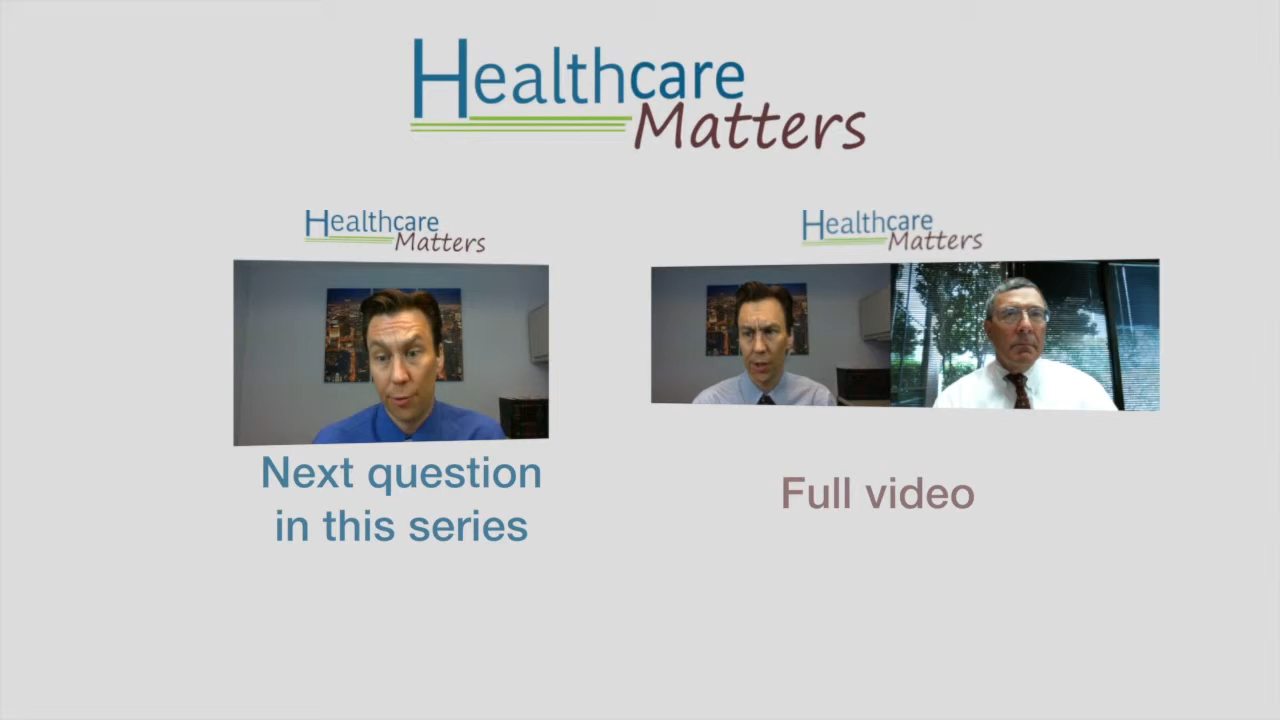 Healthcare
Matters
Healthcare
Matters
Healthcare
Matters
Next question
in this series
Full video